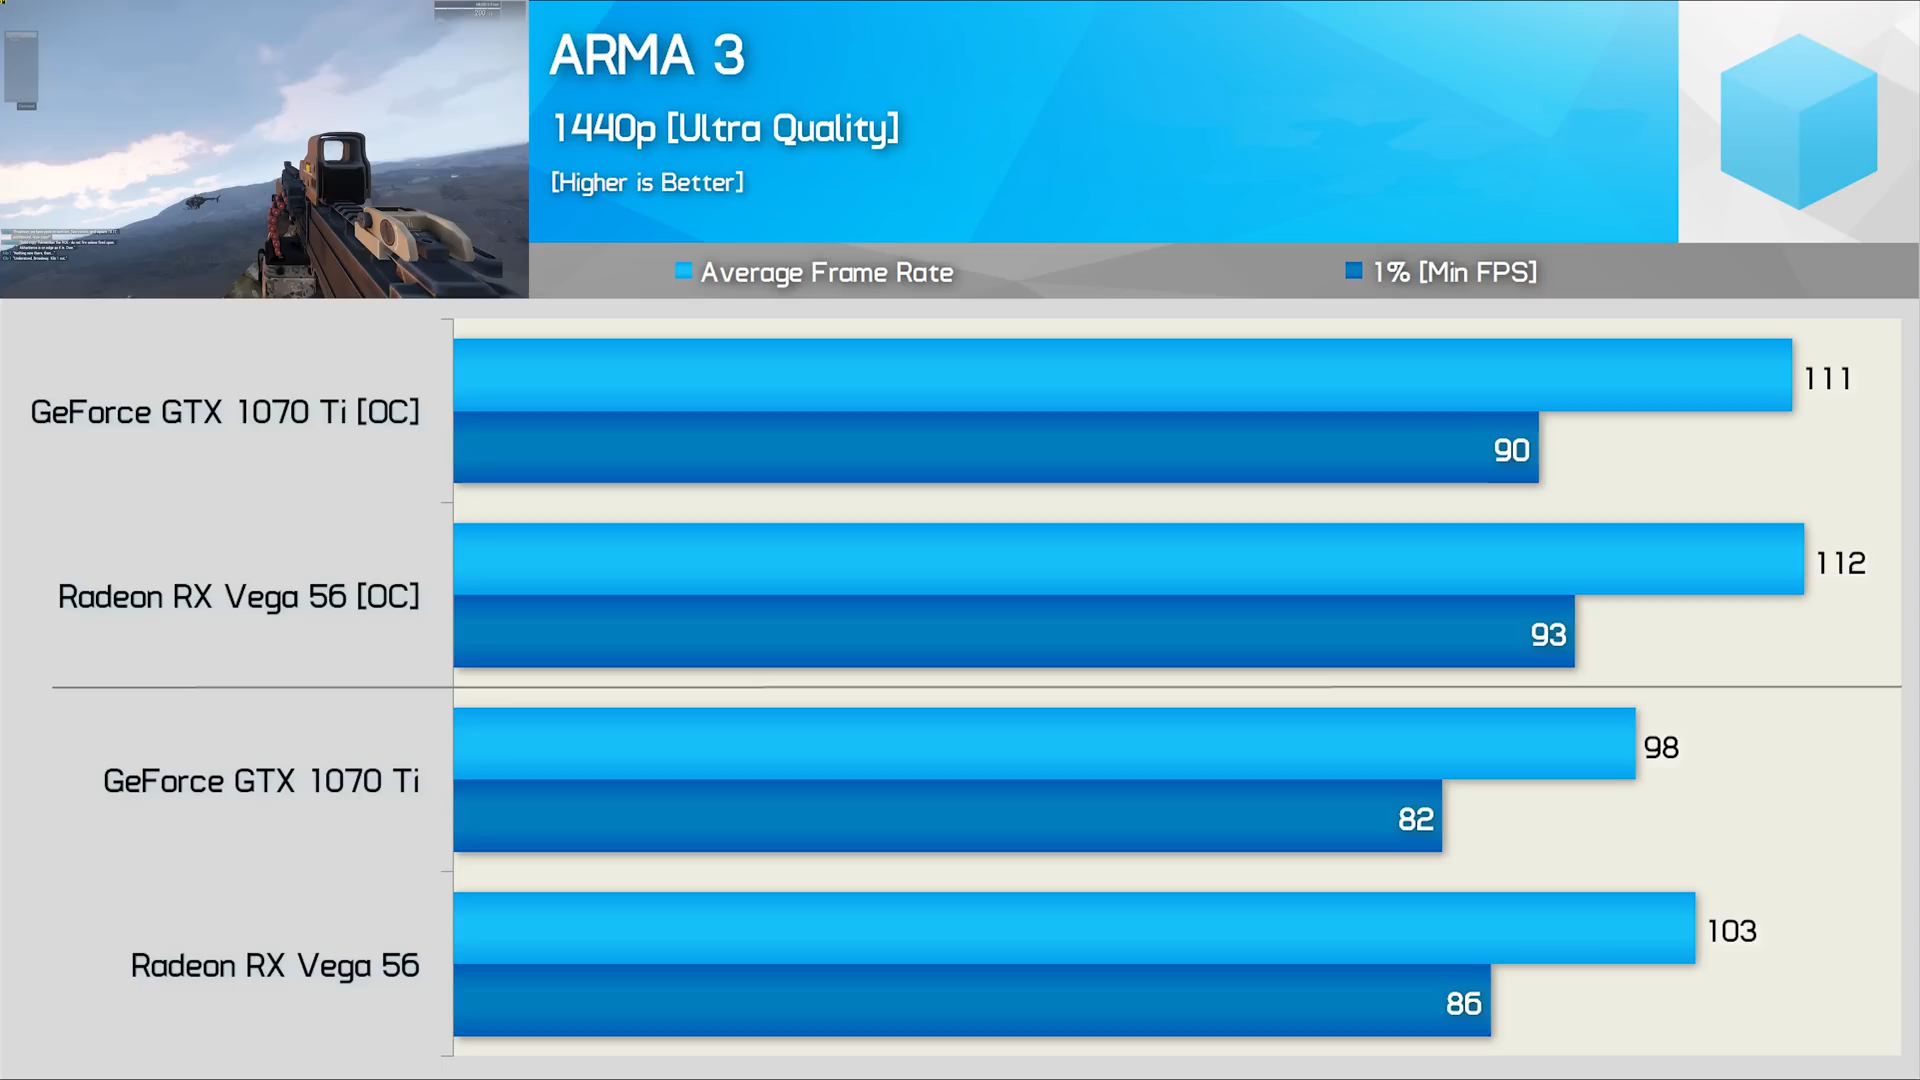 ARMA 3
1440p [Ultra Quality]
[Higher is Better]
Average Frame Rate
1% [Min FPS]
GeForce GTX 1070 Ti [OC]
111
90
Radeon RX Vega 56 [OC]
112
93
GeForce GTX 1070 Ti
98
82
Radeon RX Vega 56
103
86